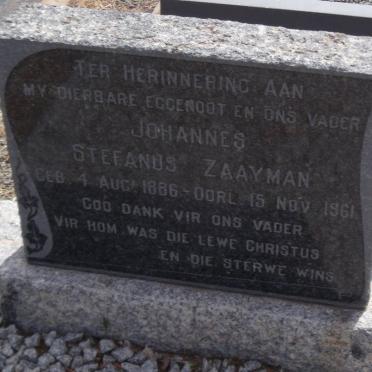 TER HERINNERING AAN
MY DIERBARE EGGENOOT EN ONS VADER
JOHANNES
STEFANUS ZAAYMAN
GEB. 4 AUG. 1886 - OORL. 15 NOV. 1961
GOD DANK VIR ONS VADER
VIR HOM WAS DIE LEWE CHRISTUS
EN DIE STERWE WINS